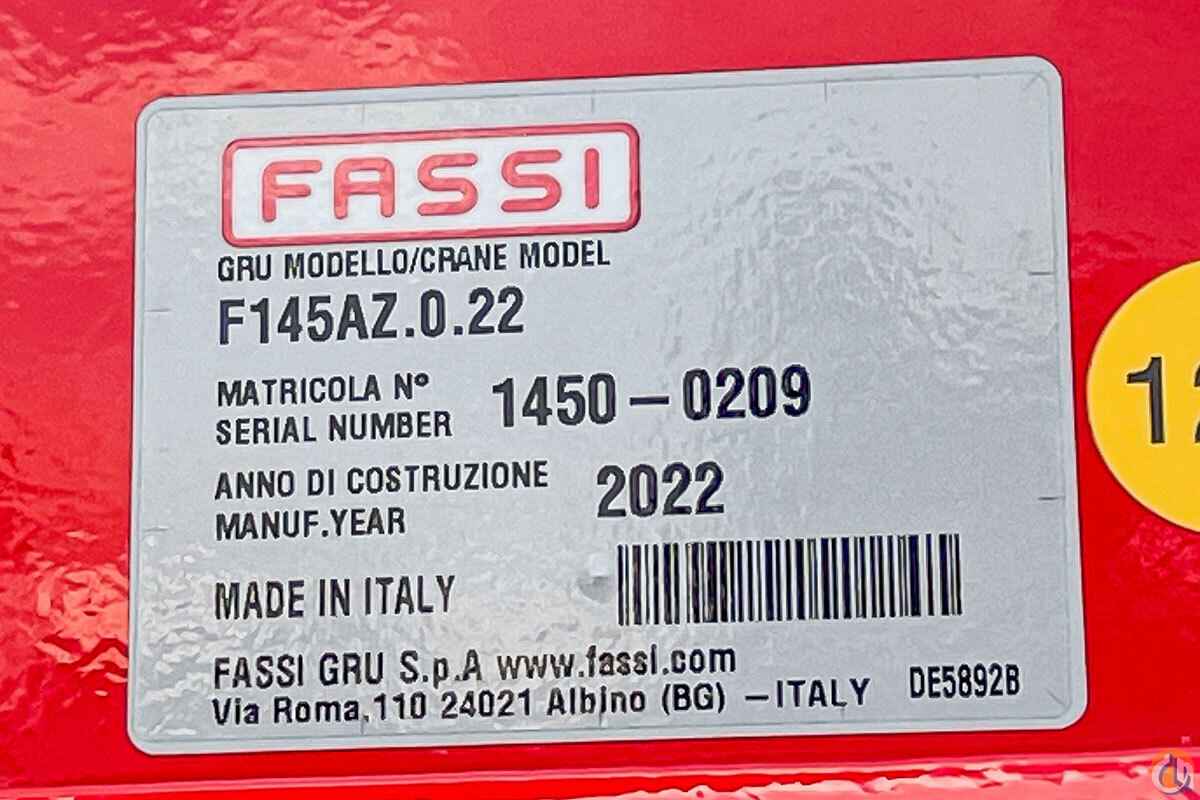 FASSI
GRU MODELLO/CRANE MODEL
F145AZ.0.22
MATRICOLA N°
SERIAL NUMBER
1450-0209
ANNO DI COSTRUZIONE
MANUF.YEAR
2022
MADE IN ITALY
FASSI GRU S.p.A www.fassi.com
Via Roma,110 24021 Albino (BG) -ITALY
DE5892B